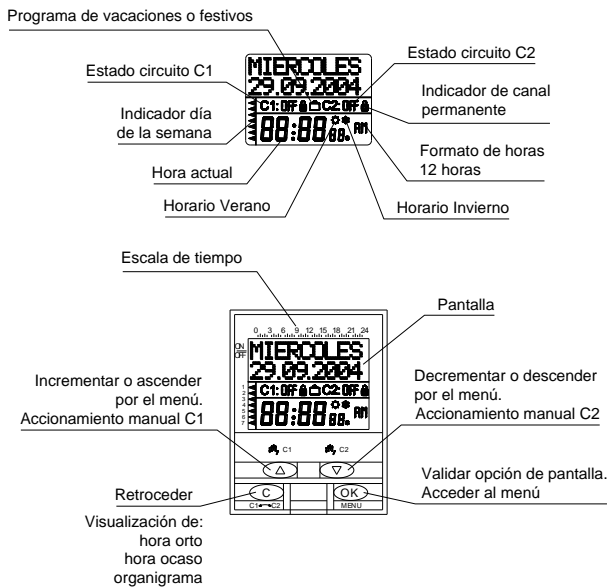 Programa de vacaciones o festivos
Estado circuito C1
Estado circuito C2
MIERCOLES
29.09.2004
C1:OFF C2:OFF
88:88 88. AM
Indicador día
de la semana
Indicador de canal
permanente
Hora actual
Formato de horas
12 horas
Horario Verano
Horario Invierno
Escala de tiempo
Pantalla
0 3 6 9 12 15 18 21 24
ON
OFF
MIERCOLES
29.09.2004
1
2
3
4
5
6
7
C1:OFF C2:OFF
88:88 88. AM
Incrementar o ascender
por el menú.
Accionamiento manual C1
Decrementar o descender
por el menú.
Accionamiento manual C2
C1 C2
Retroceder
C OK
C1 C2 MENU
Validar opción de pantalla.
Acceder al menú
Visualización de:
hora orto
hora ocaso
organigrama